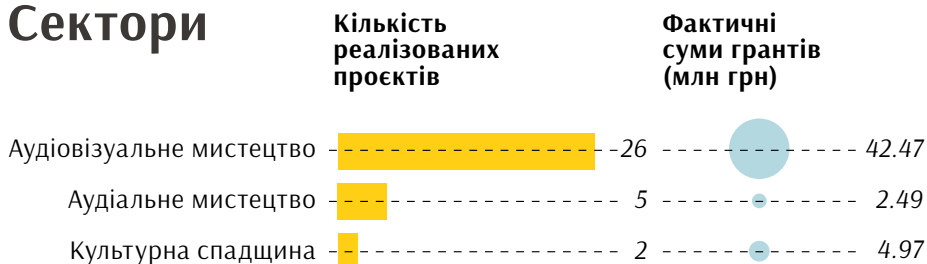 Сектори
Кількість
реалізованих
проєктів
Фактичні
суми грантів
(млн грн)
Аудіовізуальне мистецтво 26 42.47
Аудіальне мистецтво 5 2.49
Культурна спадщина 2 4.97